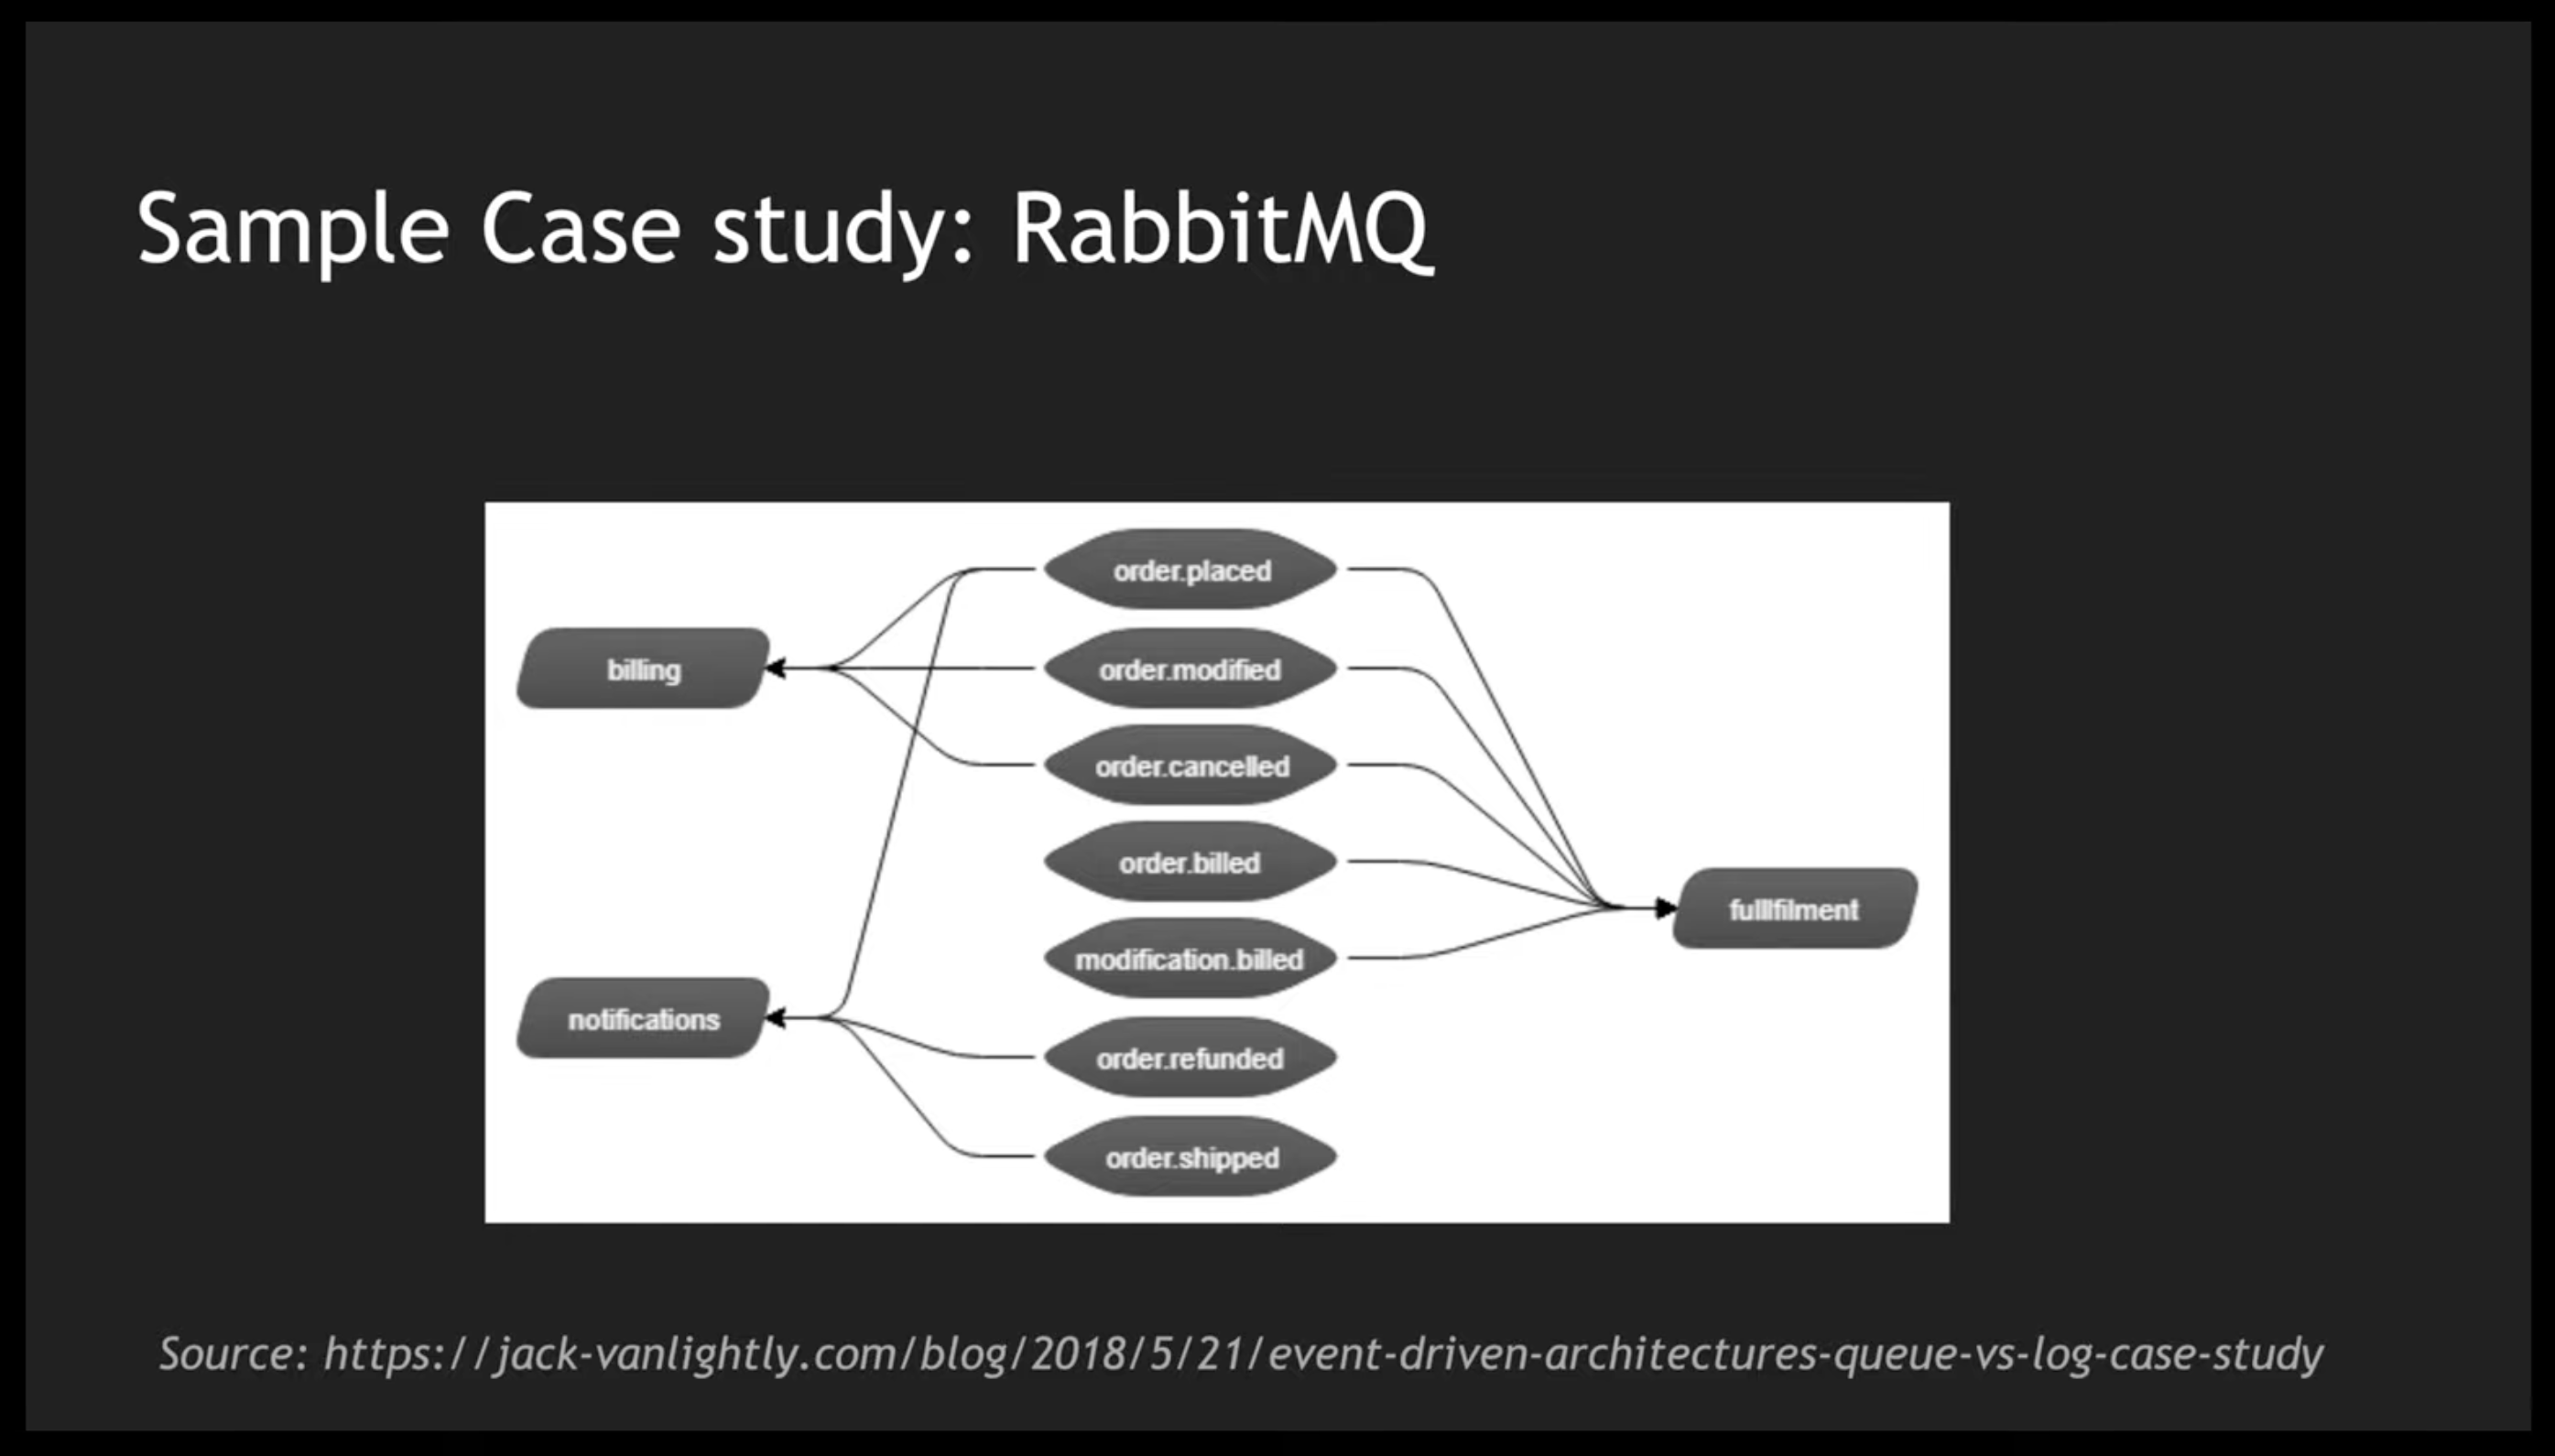 Sample Case study: RabbitMQ
order.placed
billing
order.modified
order.cancelled
order.billed
fulllfilment
modification.billed
notifications
order.refunded
order.shipped
Source: https://jack-vanlightly.com/blog/2018/5/21/event-driven-architectures-queue-vs-log-case-study